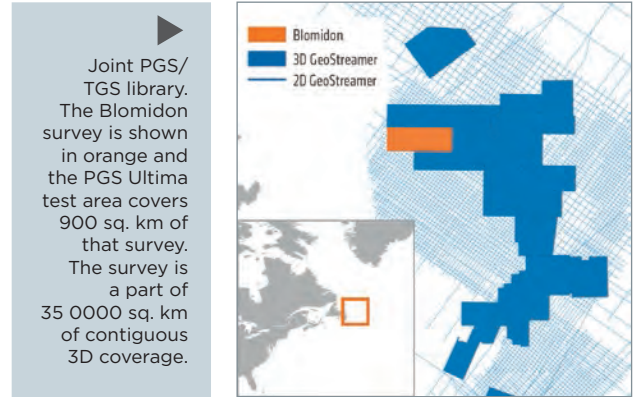 Joint PGS/
TGS library.
The Blomidon
survey is shown
in orange and
the PGS Ultima
test area covers
900 sq. km of
that survey.
The survey is
a part of
35 0000 sq. km
of contiguous
3D coverage.
Blomidon
3D GeoStreamer
2D GeoStreamer